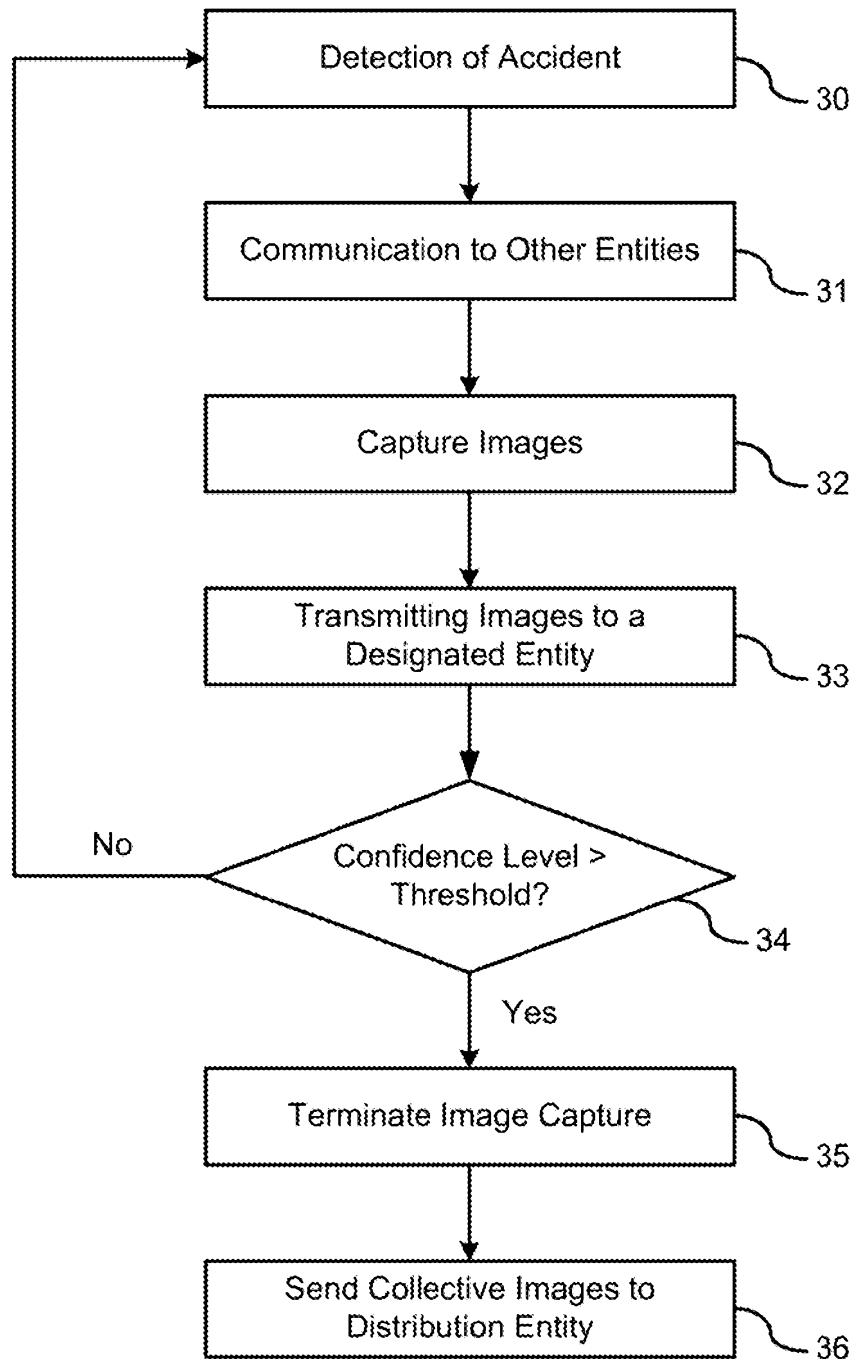 Detection of Accident
30
Communication to Other Entities
31
Capture Images
32
Transmitting Images to a
Designated Entity
33
No
Confidence Level >
Threshold?
34
Yes
Terminate Image Capture
35
Send Collective Images to
Distribution Entity
36